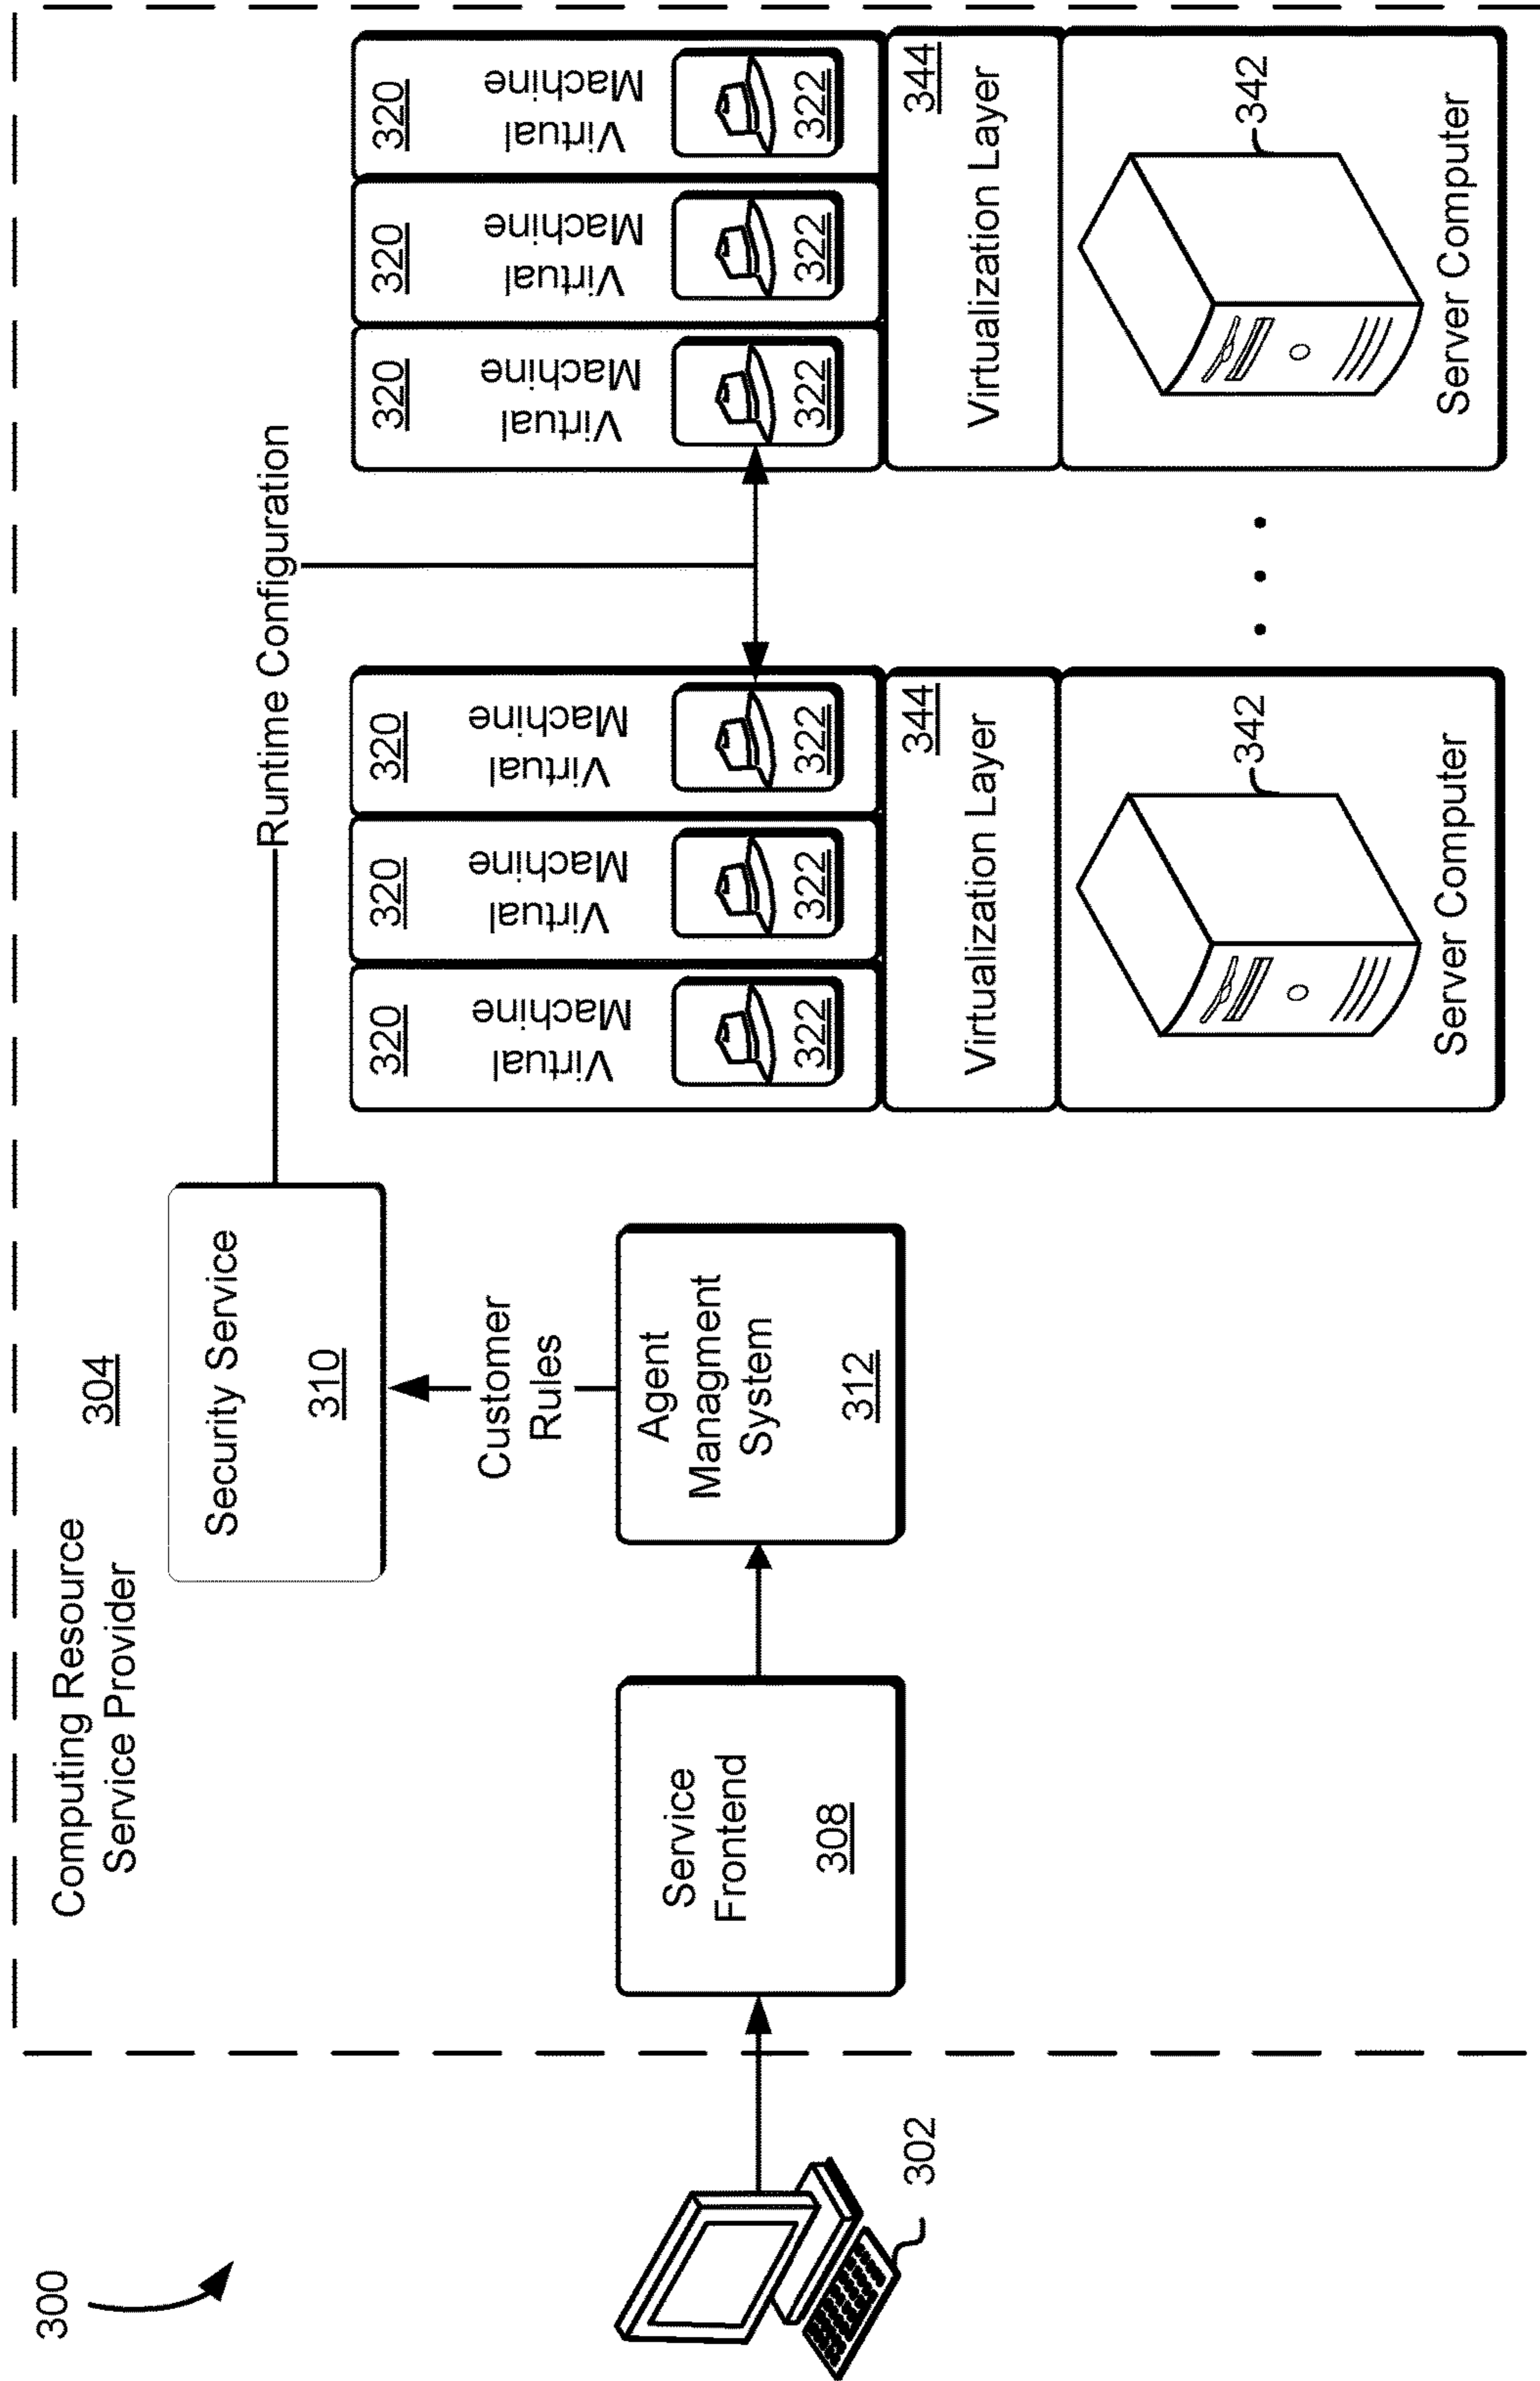 300
302
Computing Resource
Service Provider
304
Service
Frontend
308
Agent
Managment
System
312
Customer
Rules
Security Service
310
Runtime Configuration
320
Virtual
Machine
322
320
Virtual
Machine
322
320
Virtual
Machine
322
344
Virtualization Layer
342
Server Computer
320
Virtual
Machine
322
320
Virtual
Machine
322
320
Virtual
Machine
322
344
Virtualization Layer
342
Server Computer